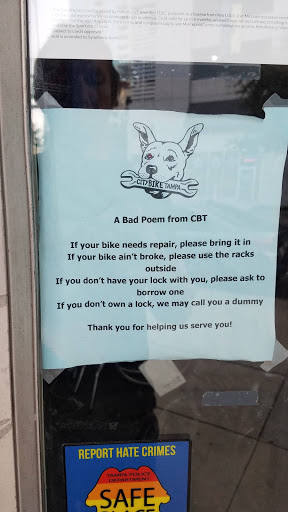 CITY BIKE TAMPA
A Bad Poem from CBT
If your bike needs repair, please bring it in
If your bike ain't broke, please use the racks
outside
If you don't have your lock with you, please ask to
borrow one
If you don't own a lock, we may call you a dummy
Thank you for helping us serve you!
REPORT HATE CRIMES
TAMPA POLICE
DEPARTMENT
SAFE